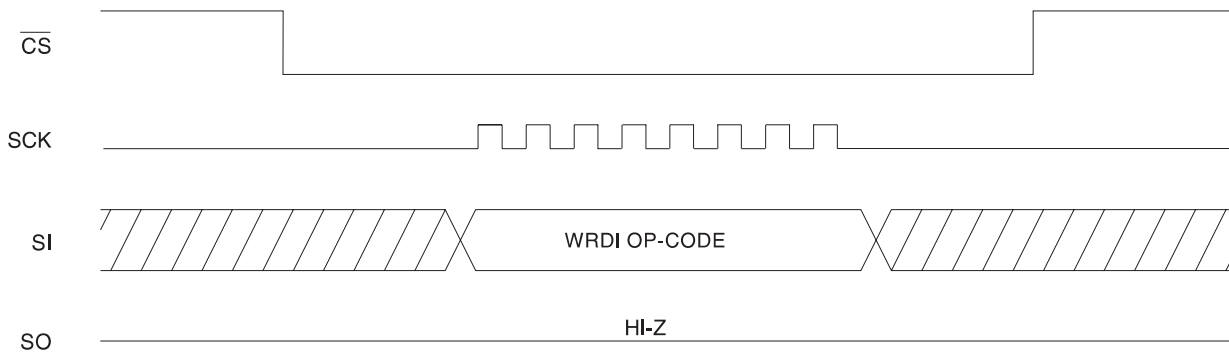 CS
SCK
SI
WRDI OP-CODE
HI-Z
SO